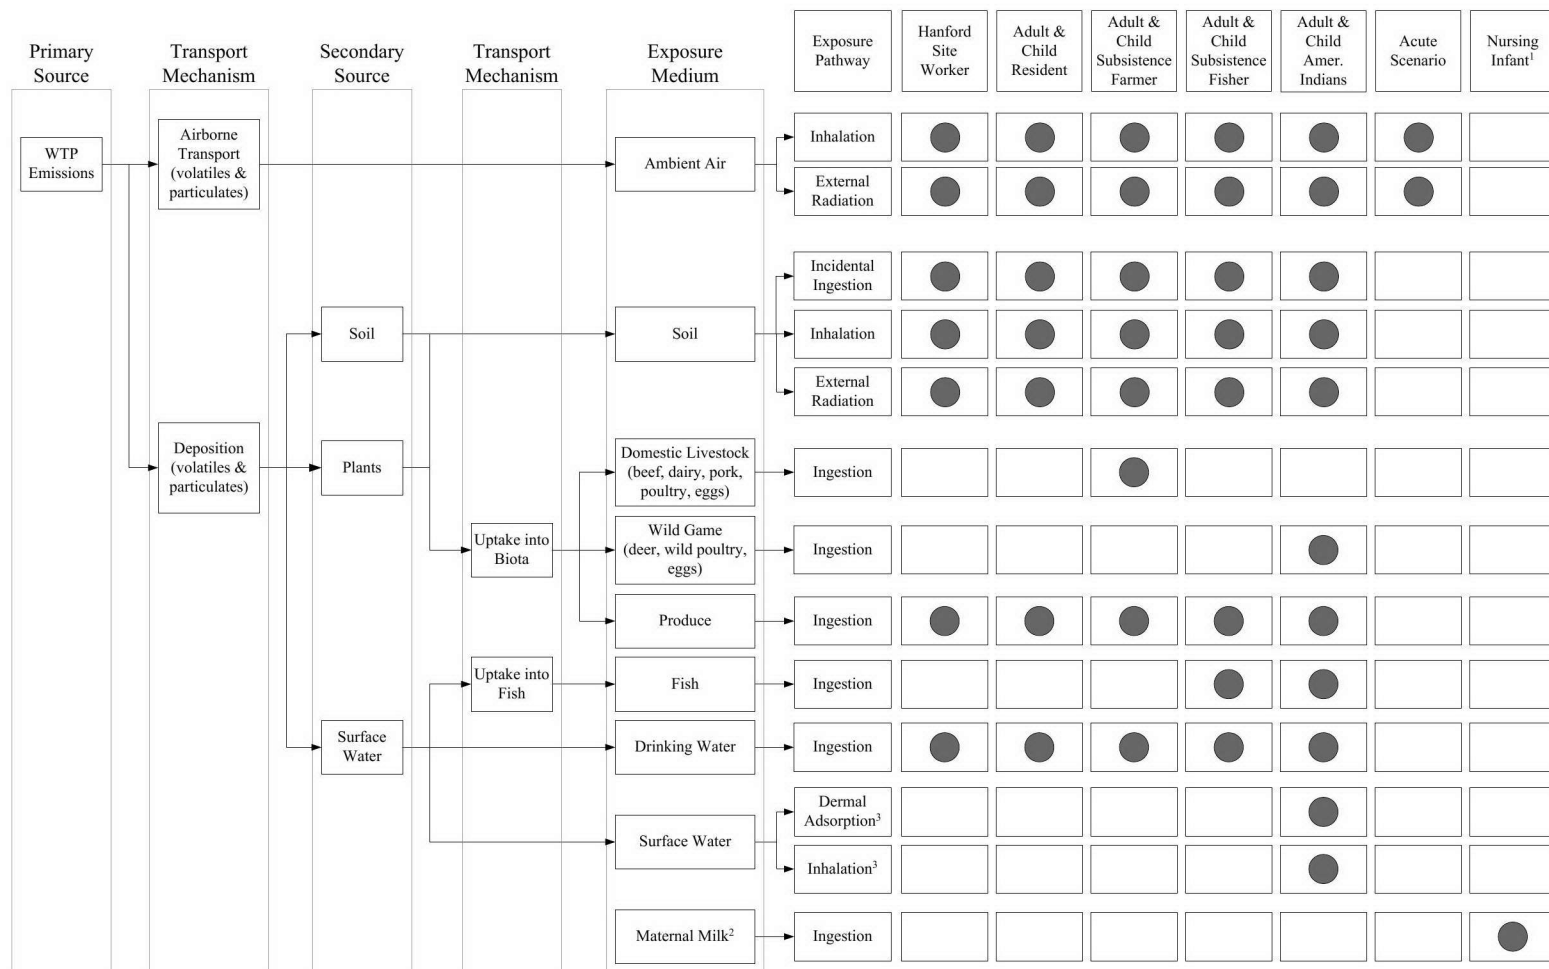 Primary
Source
Transport
Mechanism
Secondary
Source
Transport
Mechanism
Exposure
Medium
Exposure
Pathway
Hanford
Site
Worker
Adult &
Child
Resident
Adult &
Child
Subsistence
Farmer
Adult &
Child
Subsistence
Fisher
Adult &
Child
Amer.
Indians
Acute
Scenario
Nursing
Infant¹
WTP
Emissions
Airborne
Transport
(volatiles &
particulates)
Ambient Air
Inhalation
External
Radiation
Soil
Soil
Incidental
Ingestion
Inhalation
External
Radiation
Deposition
(volatiles &
particulates)
Plants
Domestic Livestock
(beef, dairy, pork,
poultry, eggs)
Ingestion
Uptake into
Biota
Wild Game
(deer, wild poultry,
eggs)
Ingestion
Produce
Ingestion
Uptake into
Fish
Fish
Ingestion
Surface
Water
Drinking Water
Ingestion
Surface Water
Dermal
Adsorption³
Inhalation³
Maternal Milk²
Ingestion